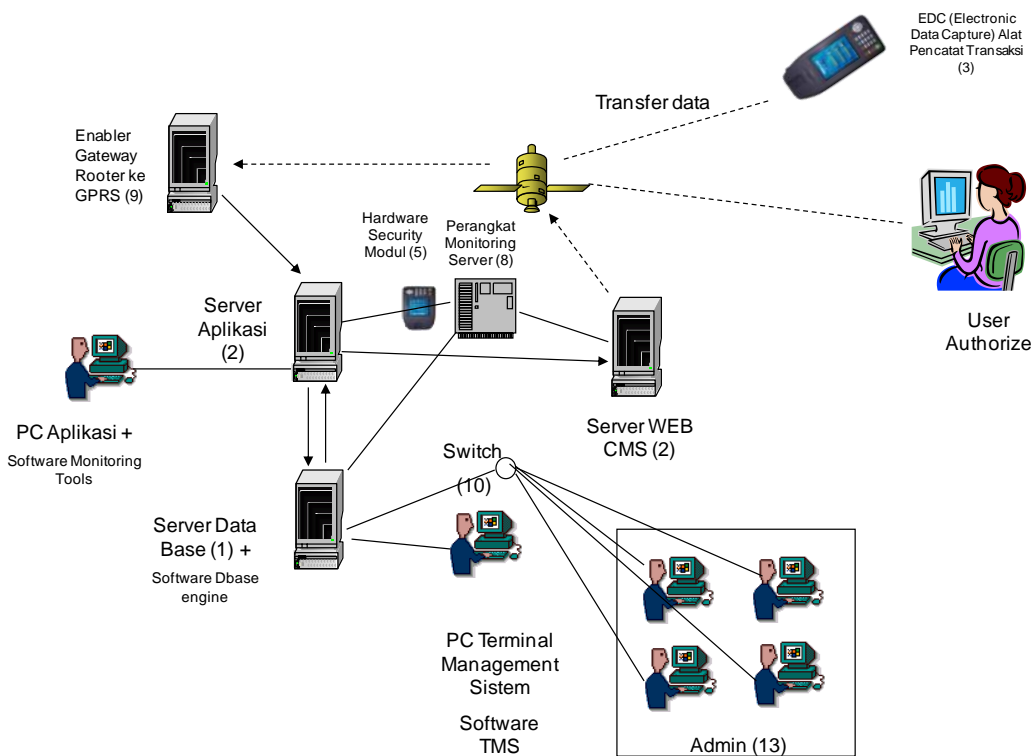 EDC (Electronic
Data Capture) Alat
Pencatat Transaksi
(3)
Transfer data
Enabler
Gateway
Rooter ke
GPRS (9)
Hardware
Security
Modul (5)
Perangkat
Monitoring
Server (8)
Server
Aplikasi
(2)
User
Authorize
PC Aplikasi +
Software Monitoring
Tools
Server WEB
CMS (2)
Switch
(10)
Server Data
Base (1) +
Software Dbase
engine
PC Terminal
Management
Sistem
Software
TMS
Admin (13)